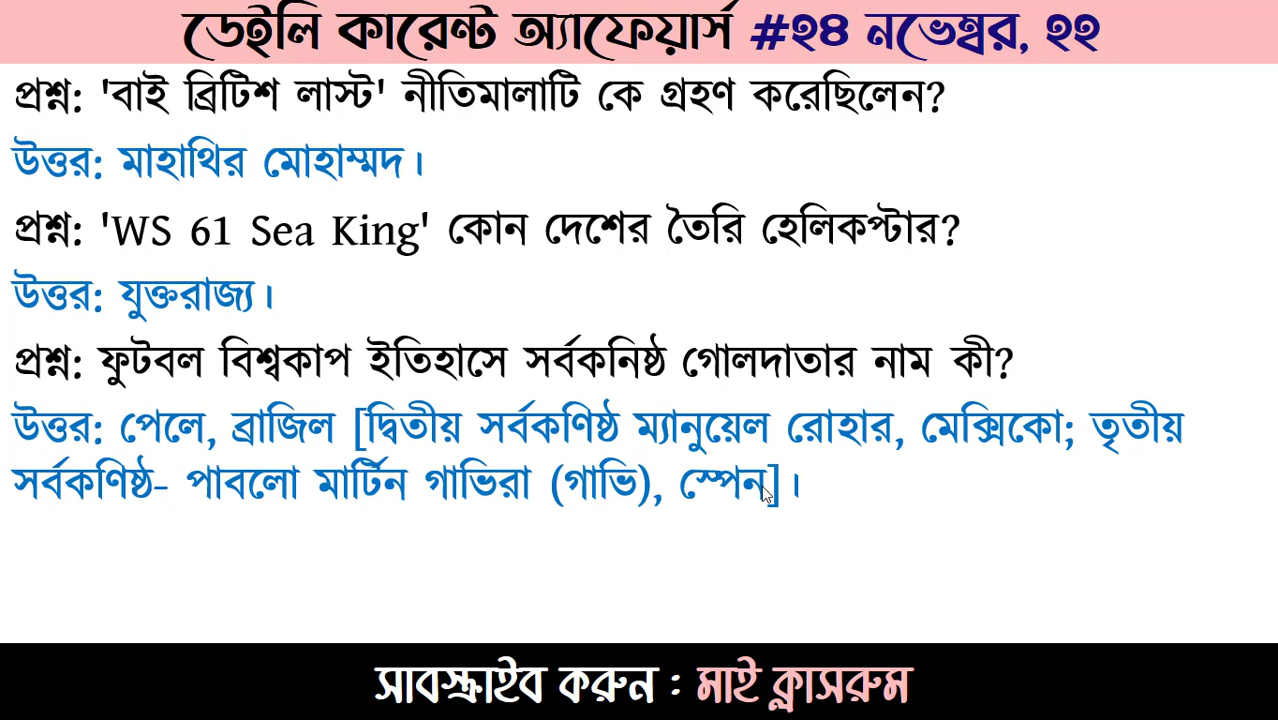 ডেইলি কারেন্ট অ্যাফেয়ার্স #২৪ নভেম্বর, ২২
প্রশ্ন: 'বাই ব্রিটিশ লাস্ট' নীতিমালাটি কে গ্রহণ করেছিলেন?
উত্তর: মাহাথির মোহাম্মদ।
প্রশ্ন: 'WS 61 Sea King' কোন দেশের তৈরি হেলিকপ্টার?
উত্তর: যুক্তরাজ্য।
প্রশ্ন: ফুটবল বিশ্বকাপ ইতিহাসে সর্বকনিষ্ঠ গোলদাতার নাম কী?
উত্তর: পেলে, ব্রাজিল [দ্বিতীয় সর্বকণিষ্ঠ ম্যানুয়েল রোহার, মেক্সিকো; তৃতীয়
সর্বকণিষ্ঠ- পাবলো মার্টিন গাভিরা (গাভি), স্পেন]।
সাবস্ক্রাইব করুন : মাই ক্লাসরুম